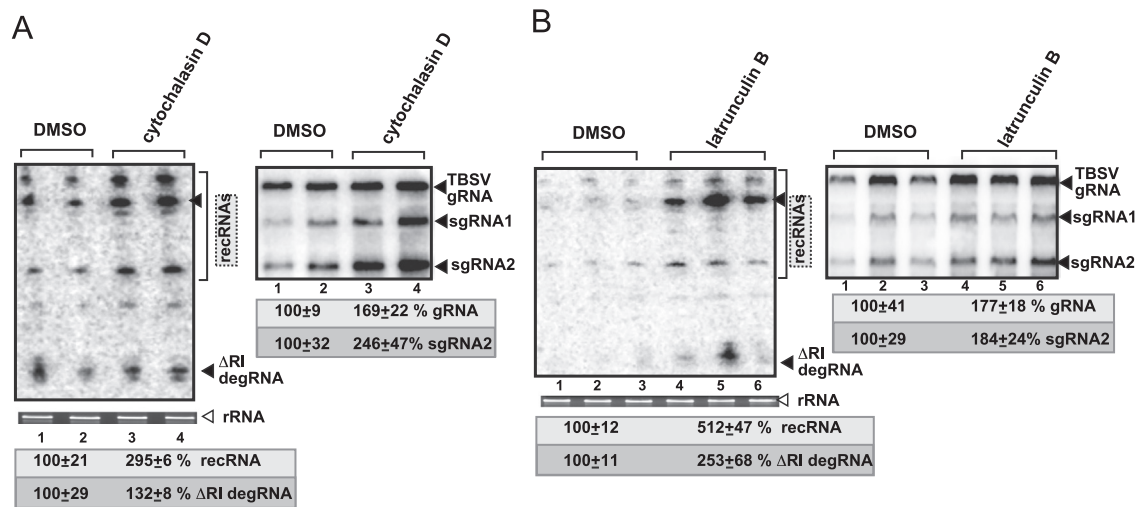 A
DMSO
cytochalasin D
recRNAs
ΔRI
degRNA
rRNA
1 2 3 4
100±21 295±6 % recRNA
100±29 132±8 % ΔRI degRNA
DMSO
cytochalasin D
TBSV
gRNA
sgRNA1
sgRNA2
1 2 3 4
100±9 169±22 % gRNA
100±32 246±47% sgRNA2
B
DMSO
latrunculin B
recRNAs
ΔRI
degRNA
1 2 3 4 5 6
rRNA
100±12 512±47 % recRNA
100±11 253±68 % ΔRI degRNA
DMSO
latrunculin B
TBSV
gRNA
sgRNA1
sgRNA2
1 2 3 4 5 6
100±41 177±18 % gRNA
100±29 184±24% sgRNA2